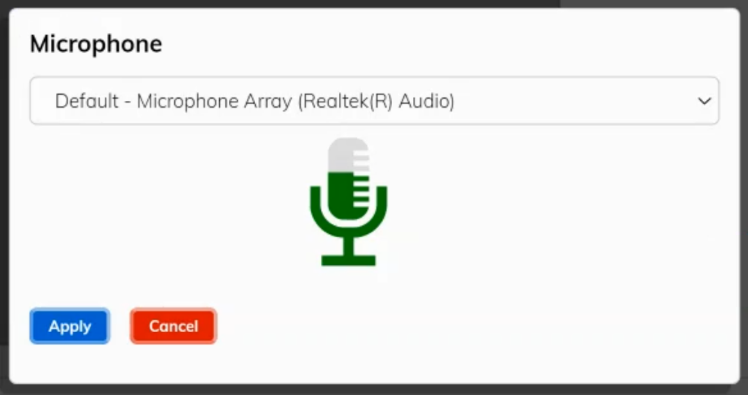 Microphone
Default - Microphone Array (Realtek(R) Audio)
Apply
Cancel